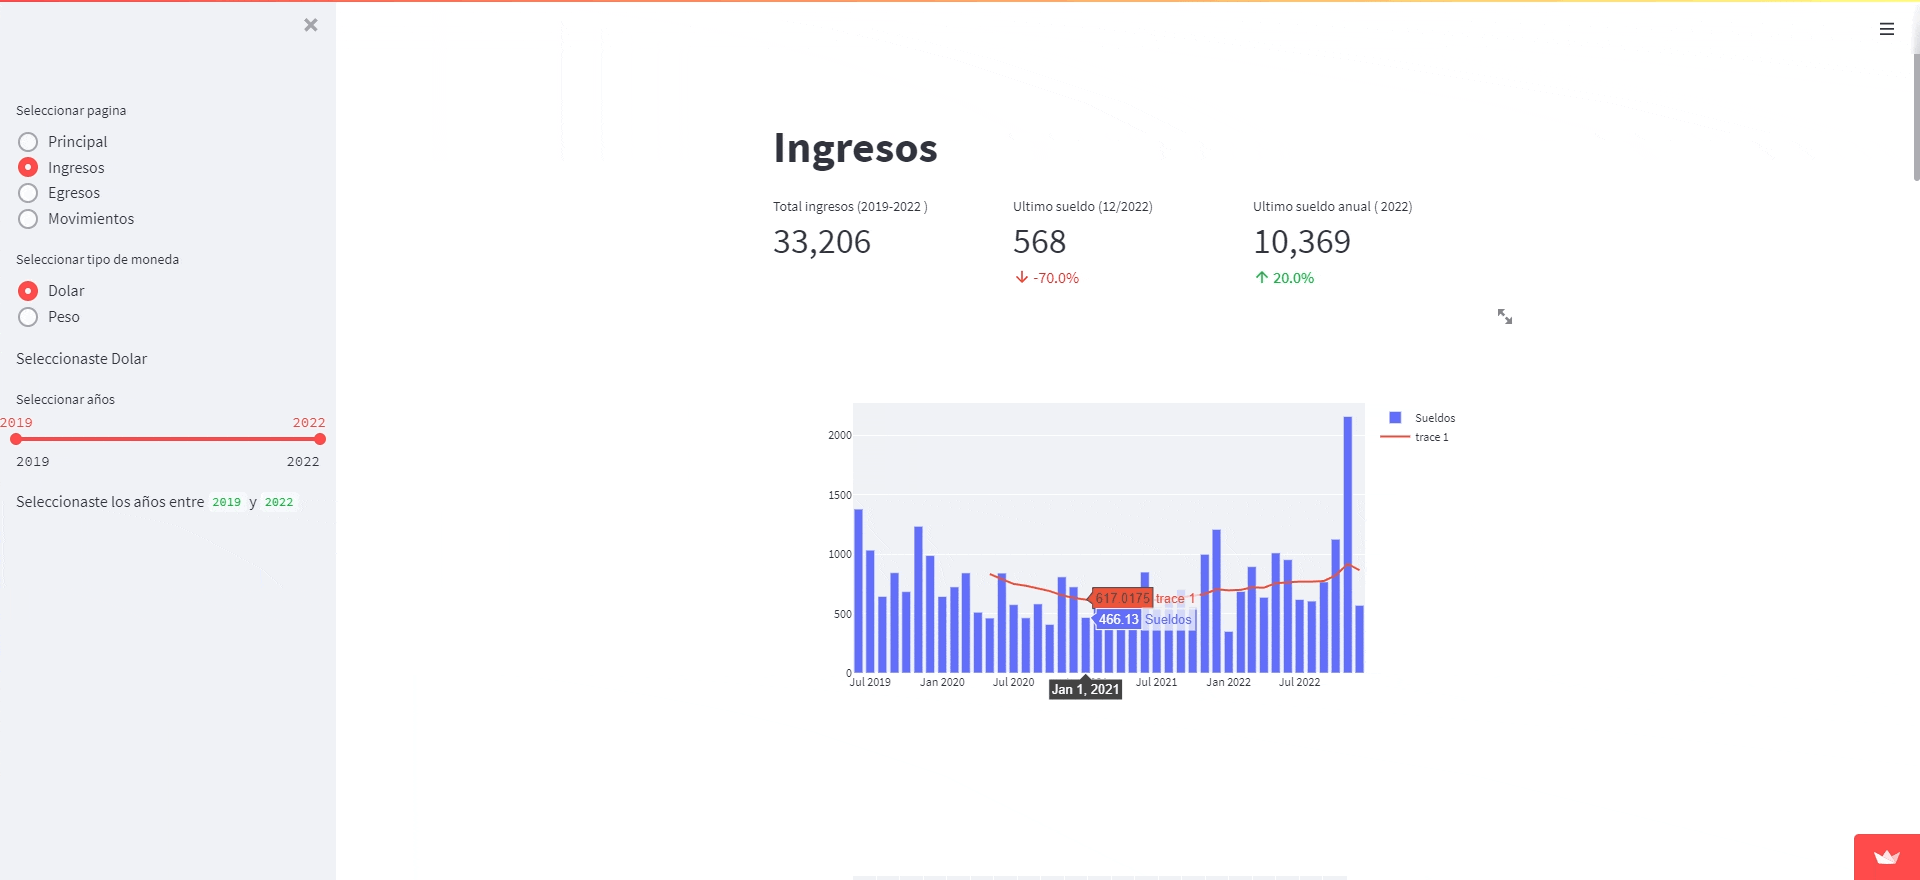 Seleccionar pagina
Principal
Ingresos
Egresos
Movimientos
Seleccionar tipo de moneda
Dolar
Peso
Seleccionaste Dolar
Seleccionar años
2019 2022
2019 2022
Seleccionaste los años entre 2019 y 2022
Ingresos
Total ingresos (2019-2022 )
33,206
Ultimo sueldo (12/2022)
568
-70.0%
Ultimo sueldo anual ( 2022)
10,369
20.0%
Sueldos
trace 1
2000
1500
1000
500
0
617.0175 trace 1
466.13 Sueldos
Jul 2019 Jan 2020 Jul 2020 Jul 2021 Jan 2022 Jul 2022
Jan 1, 2021